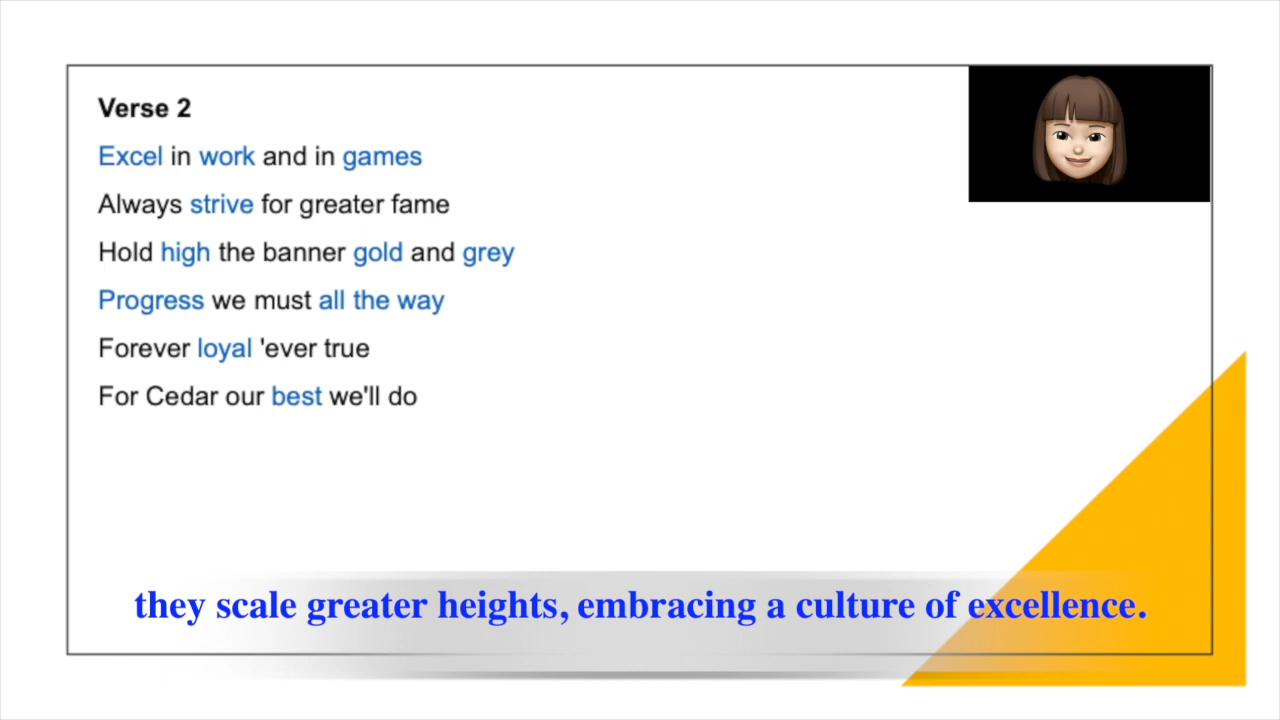 Verse 2
Excel in work and in games
Always strive for greater fame
Hold high the banner gold and grey
Progress we must all the way
Forever loyal 'ever true
For Cedar our best we'll do
they scale greater heights, embracing a culture of excellence.